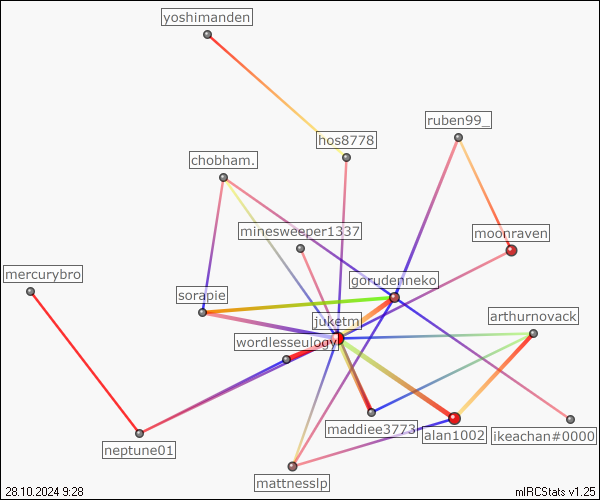 yoshimanden
ruben99_
hos8778
chobham.
minesweeper1337
moonraven
mercurybro
gorudenneko
sorapie
arthurnovack
juketm
wordlesseulogy
maddiee3773
alan1002
ikeachan#0000
neptune01
mattnesslp
28.10.2024 9:28
mIRCStats v1.25